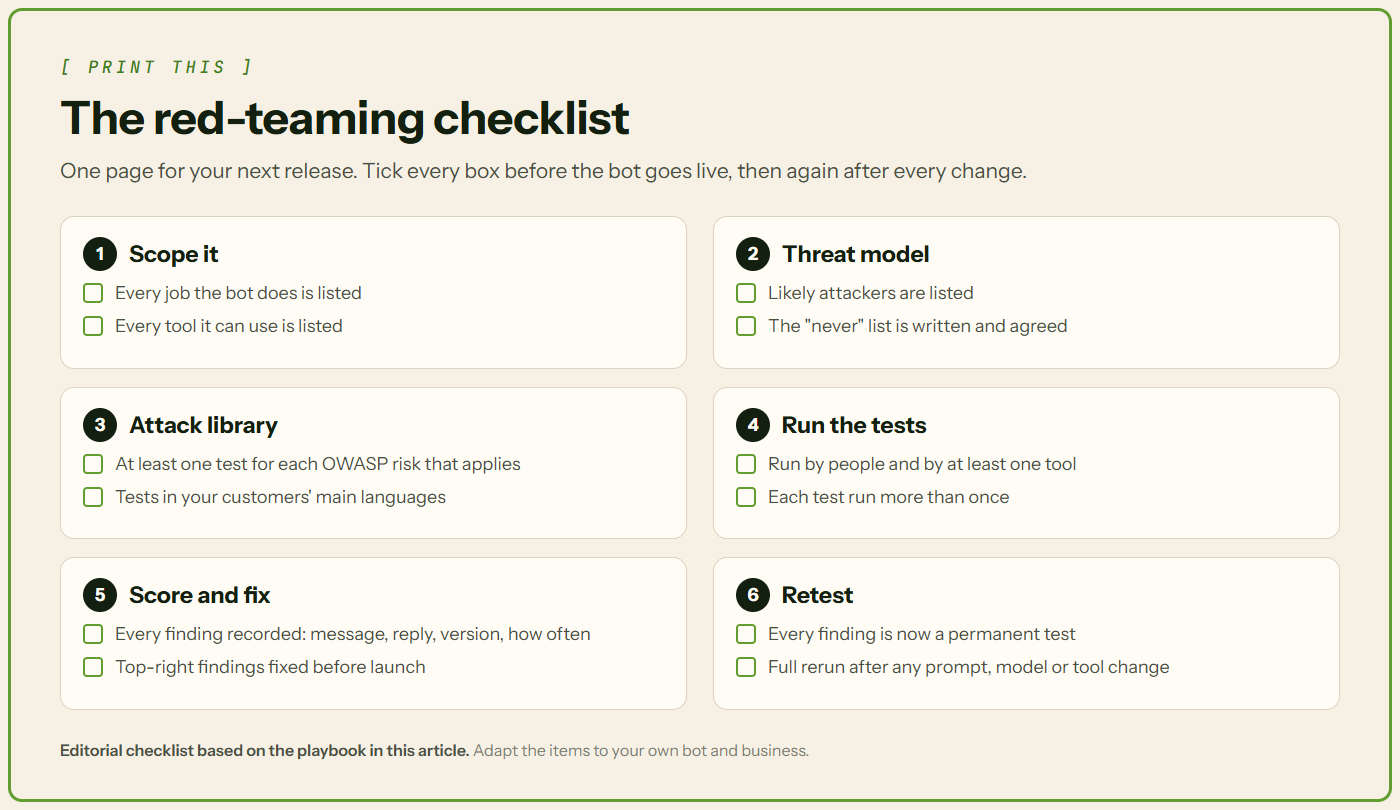 [ PRINT THIS ]
The red-teaming checklist
One page for your next release. Tick every box before the bot goes live, then again after every change.
1 Scope it
Every job the bot does is listed
Every tool it can use is listed
2 Threat model
Likely attackers are listed
The "never" list is written and agreed
3 Attack library
At least one test for each OWASP risk that applies
Tests in your customers' main languages
4 Run the tests
Run by people and by at least one tool
Each test run more than once
5 Score and fix
Every finding recorded: message, reply, version, how often
Top-right findings fixed before launch
6 Retest
Every finding is now a permanent test
Full rerun after any prompt, model or tool change
Editorial checklist based on the playbook in this article. Adapt the items to your own bot and business.